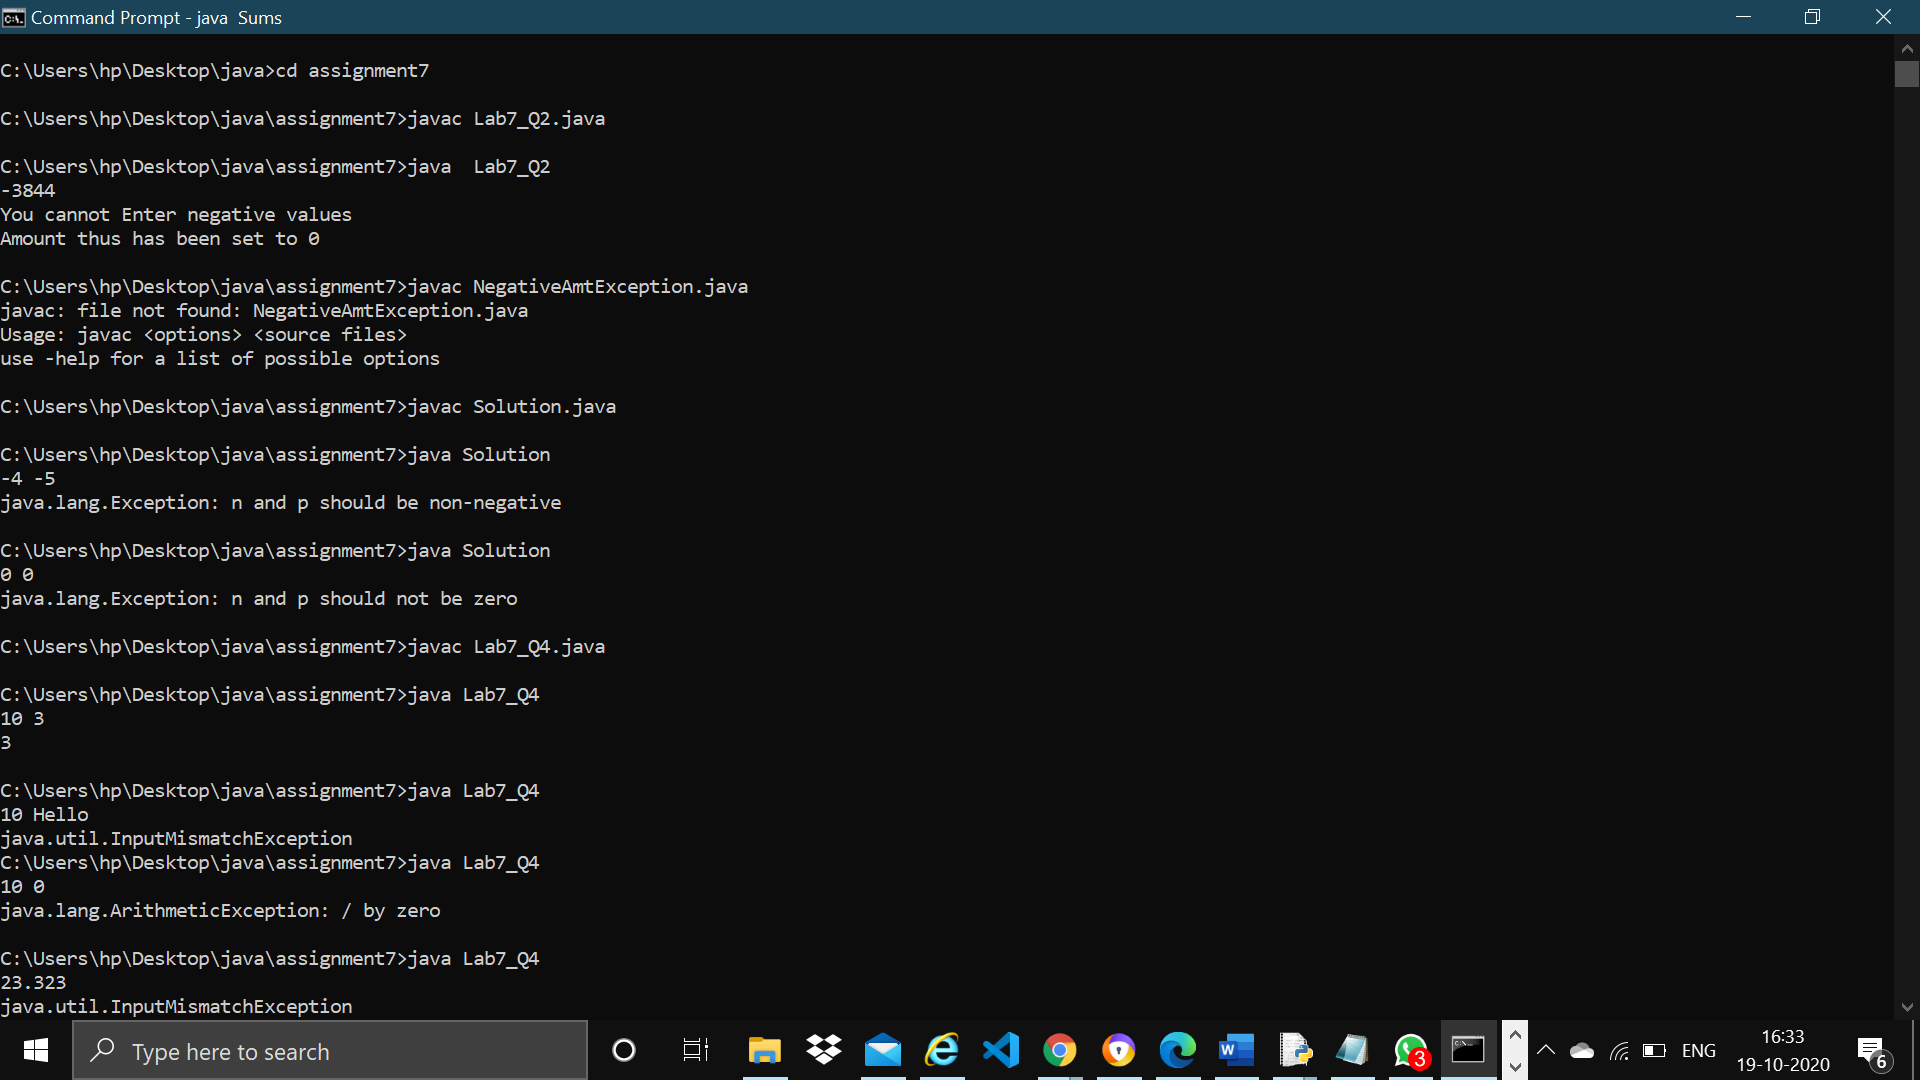 Command Prompt - java  Sums
C:\Users\hp\Desktop\java>cd assignment7
C:\Users\hp\Desktop\java\assignment7>javac Lab7_Q2.java
C:\Users\hp\Desktop\java\assignment7>java  Lab7_Q2
-3844
You cannot Enter negative values
Amount thus has been set to 0
C:\Users\hp\Desktop\java\assignment7>javac NegativeAmtException.java
javac: file not found: NegativeAmtException.java
Usage: javac <options> <source files>
use -help for a list of possible options
C:\Users\hp\Desktop\java\assignment7>javac Solution.java
C:\Users\hp\Desktop\java\assignment7>java Solution
-4 -5
java.lang.Exception: n and p should be non-negative
C:\Users\hp\Desktop\java\assignment7>java Solution
0 0
java.lang.Exception: n and p should not be zero
C:\Users\hp\Desktop\java\assignment7>javac Lab7_Q4.java
C:\Users\hp\Desktop\java\assignment7>java Lab7_Q4
10 3
3
C:\Users\hp\Desktop\java\assignment7>java Lab7_Q4
10 Hello
java.util.InputMismatchException
C:\Users\hp\Desktop\java\assignment7>java Lab7_Q4
10 0
java.lang.ArithmeticException: / by zero
C:\Users\hp\Desktop\java\assignment7>java Lab7_Q4
23.323
java.util.InputMismatchException
Type here to search
3
ENG
16:33
19-10-2020
6